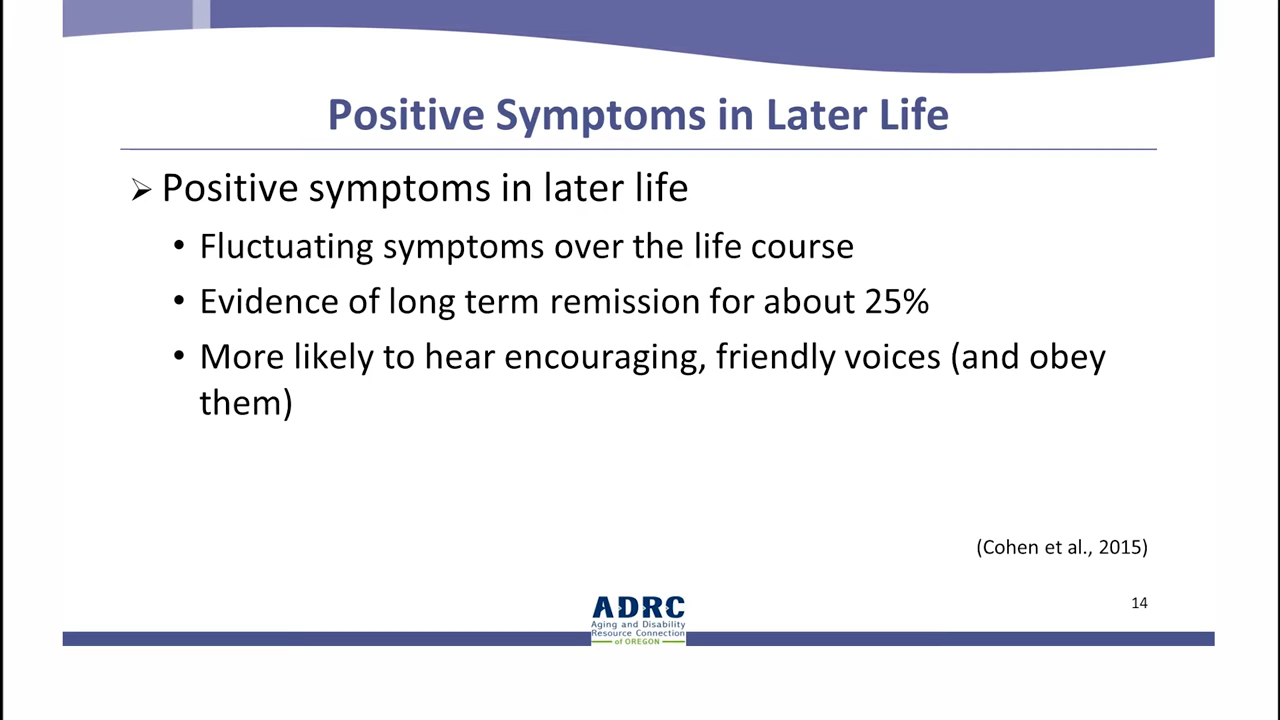 Positive Symptoms in Later Life
➢ Positive symptoms in later life
• Fluctuating symptoms over the life course
• Evidence of long term remission for about 25%
• More likely to hear encouraging, friendly voices (and obey
them)
(Cohen et al., 2015)
14
ADRC
Aging and Disability
Resource Connection
of OREGON